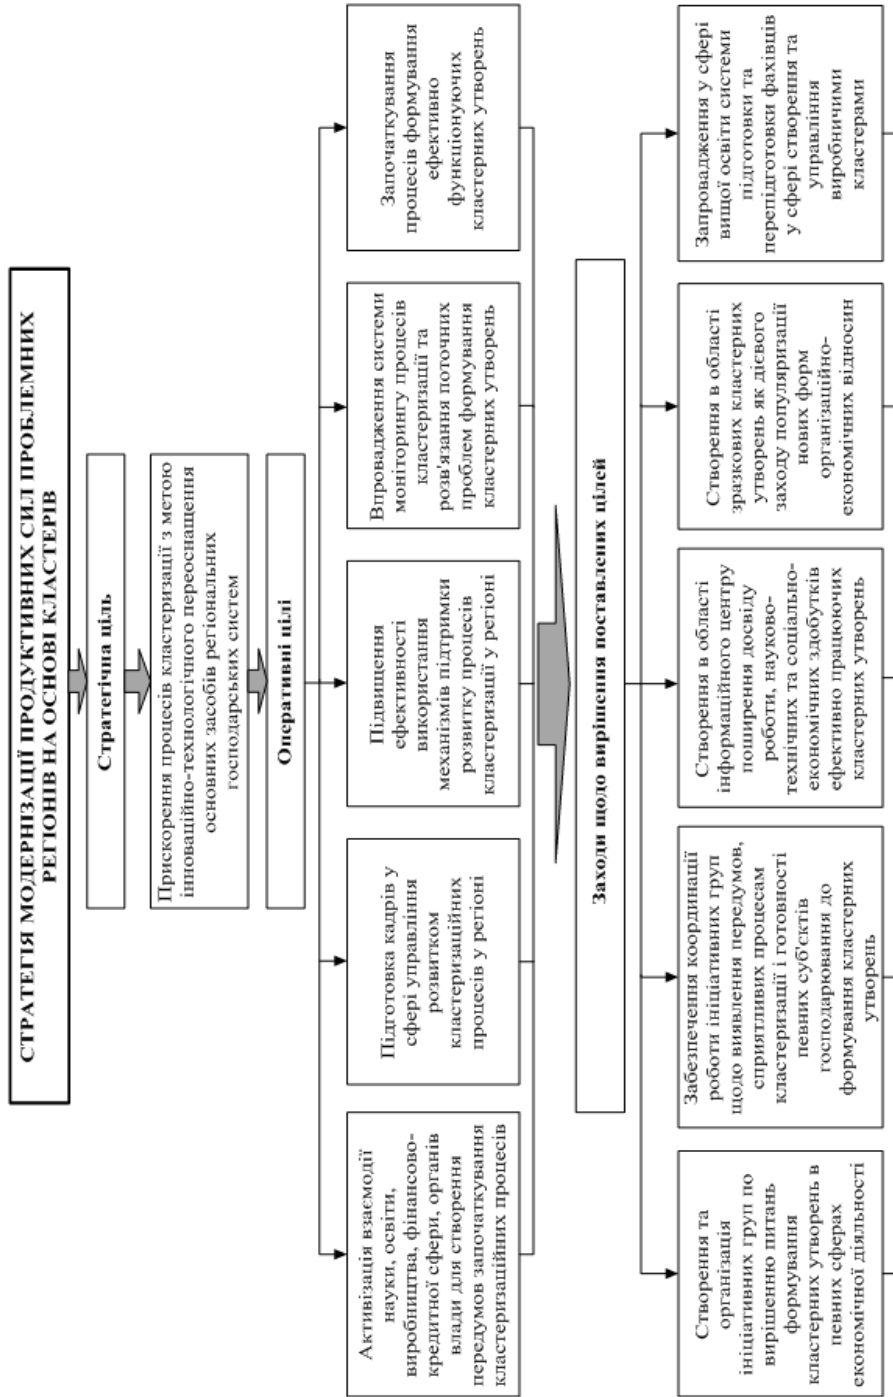 СТРАТЕГІЯ МОДЕРНІЗАЦІЇ ПРОДУКТИВНИХ СИЛ ПРОБЛЕМНИХ
РЕГІОНІВ НА ОСНОВІ КЛАСТЕРІВ
Стратегічна ціль
Прискорення процесів кластеризації з метою
інноваційно-технологічного переоснащення
основних засобів регіональних
господарських систем
Оперативні цілі
Активізація взаємодії
науки, освіти,
виробництва, фінансово-
кредитної сфери, органів
влади для створення
передумов започаткування
кластеризаційних процесів
Підготовка кадрів у
сфері управління
розвитком
кластеризаційних
процесів у регіоні
Підвищення
ефективності
використання
механізмів підтримки
розвитку процесів
кластеризації у регіоні
Впровадження системи
моніторингу процесів
кластеризації та
розв'язання поточних
проблем формування
кластерних утворень
Започаткування
процесів формування
ефективно
функціонуючих
кластерних утворень
Заходи щодо вирішення поставлених цілей
Створення та
організація
ініціативних груп по
вирішенню питань
формування
кластерних утворень в
певних сферах
економічної діяльності
Забезпечення координації
роботи ініціативних груп
щодо виявлення передумов,
сприятливих процесам
кластеризації і готовності
певних суб'єктів
господарювання до
формування кластерних
утворень
Створення в області
інформаційного центру
поширення досвіду
роботи, науково-
технічних та соціально-
економічних здобутків
ефективно працюючих
кластерних утворень
Створення в області
зразкових кластерних
утворень як дієвого
заходу популяризації
нових форм
організаційно-
економічних відносин
Запровадження у сфері
вищої освіти системи
підготовки та
перепідготовки фахівців
у сфері створення та
управління
виробничими
кластерами